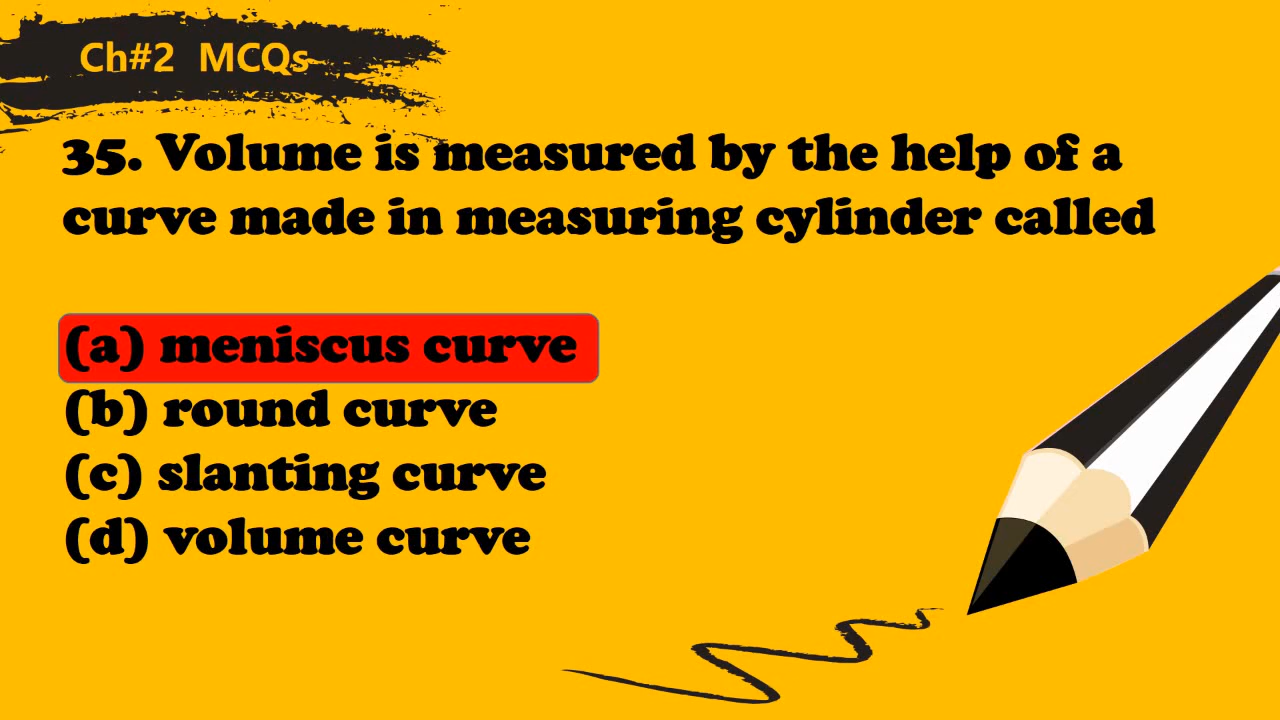 Ch#2 MCQs
35. Volume is measured by the help of a
curve made in measuring cylinder called
(a) meniscus curve
(b) round curve
(c) slanting curve
(d) volume curve